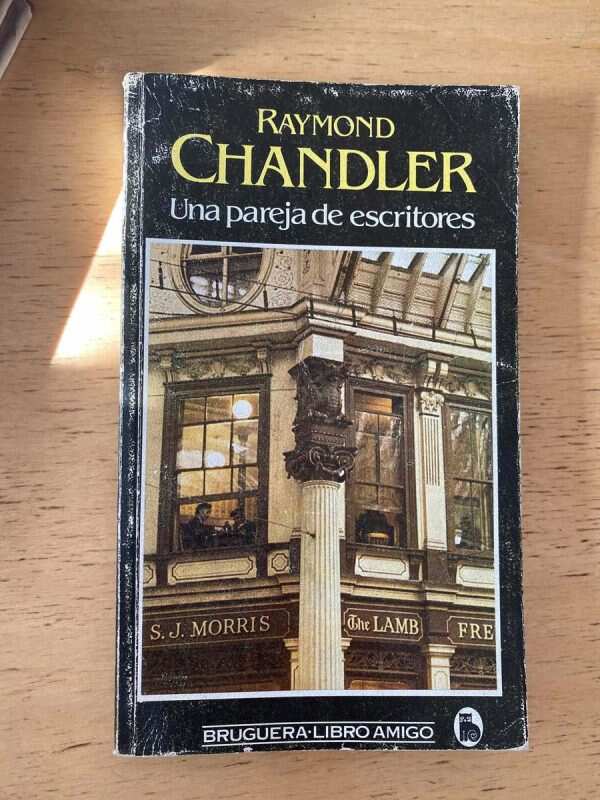 RAYMOND
CHANDLER
Una pareja de escritores
S. J. MORRIS
The LAMB
FRE
BRUGUERA·LIBRO AMIGO